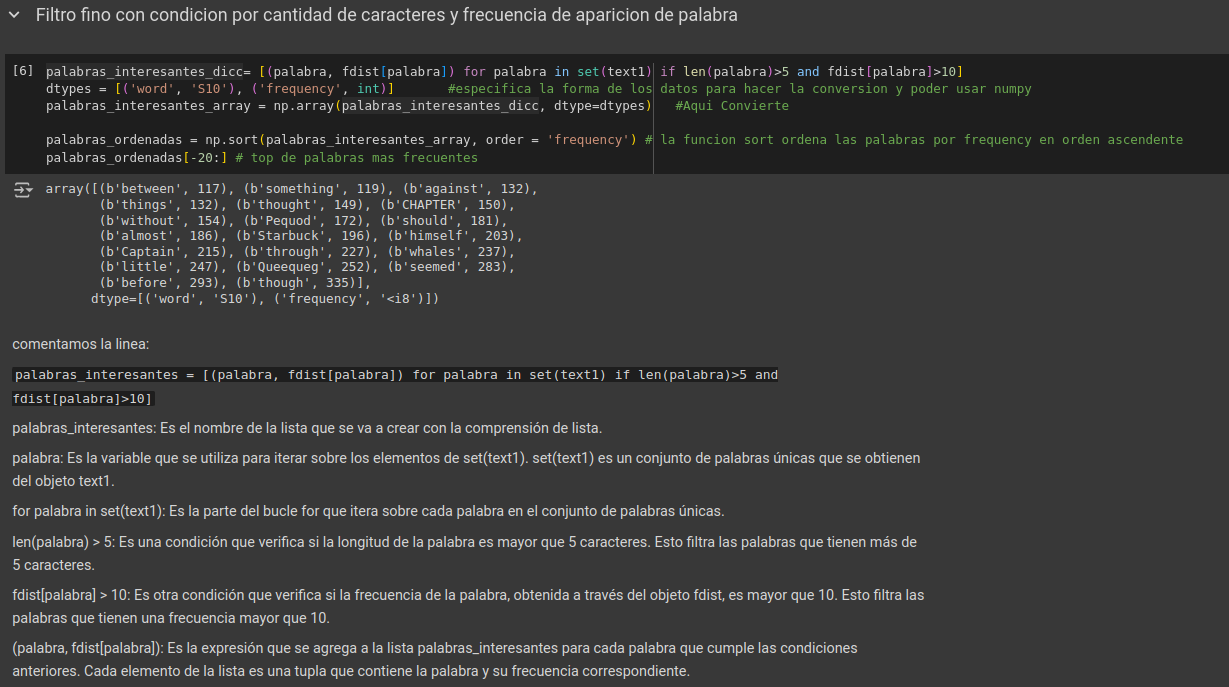 Filtro fino con condicion por cantidad de caracteres y frecuencia de aparicion de palabra
[6] palabras_interesantes_dicc= [(palabra, fdist[palabra]) for palabra in set(text1) if len(palabra)>5 and fdist[palabra]>10]
dtypes = [('word', 'S10'), ('frequency', int)] #especifica la forma de los datos para hacer la conversion y poder usar numpy
palabras_interesantes_array = np.array(palabras_interesantes_dicc, dtype=dtypes) #Aqui Convierte
palabras_ordenadas = np.sort(palabras_interesantes_array, order = 'frequency') # la funcion sort ordena las palabras por frequency en orden ascendente
palabras_ordenadas[-20:] # top de palabras mas frecuentes
array([(b'between', 117), (b'something', 119), (b'against', 132),
(b'things', 132), (b'thought', 149), (b'CHAPTER', 150),
(b'without', 154), (b'Pequod', 172), (b'should', 181),
(b'almost', 186), (b'Starbuck', 196), (b'himself', 203),
(b'Captain', 215), (b'through', 227), (b'whales', 237),
(b'little', 247), (b'Queequeg', 252), (b'seemed', 283),
(b'before', 293), (b'though', 335)],
dtype=[('word', 'S10'), ('frequency', '<i8')])
comentamos la linea:
palabras_interesantes = [(palabra, fdist[palabra]) for palabra in set(text1) if len(palabra)>5 and
fdist[palabra]>10]
palabras_interesantes: Es el nombre de la lista que se va a crear con la comprensión de lista.
palabra: Es la variable que se utiliza para iterar sobre los elementos de set(text1). set(text1) es un conjunto de palabras únicas que se obtienen
del objeto text1.
for palabra in set(text1): Es la parte del bucle for que itera sobre cada palabra en el conjunto de palabras únicas.
len(palabra) > 5: Es una condición que verifica si la longitud de la palabra es mayor que 5 caracteres. Esto filtra las palabras que tienen más de
5 caracteres.
fdist[palabra] > 10: Es otra condición que verifica si la frecuencia de la palabra, obtenida a través del objeto fdist, es mayor que 10. Esto filtra las
palabras que tienen una frecuencia mayor que 10.
(palabra, fdist[palabra]): Es la expresión que se agrega a la lista palabras_interesantes para cada palabra que cumple las condiciones
anteriores. Cada elemento de la lista es una tupla que contiene la palabra y su frecuencia correspondiente.